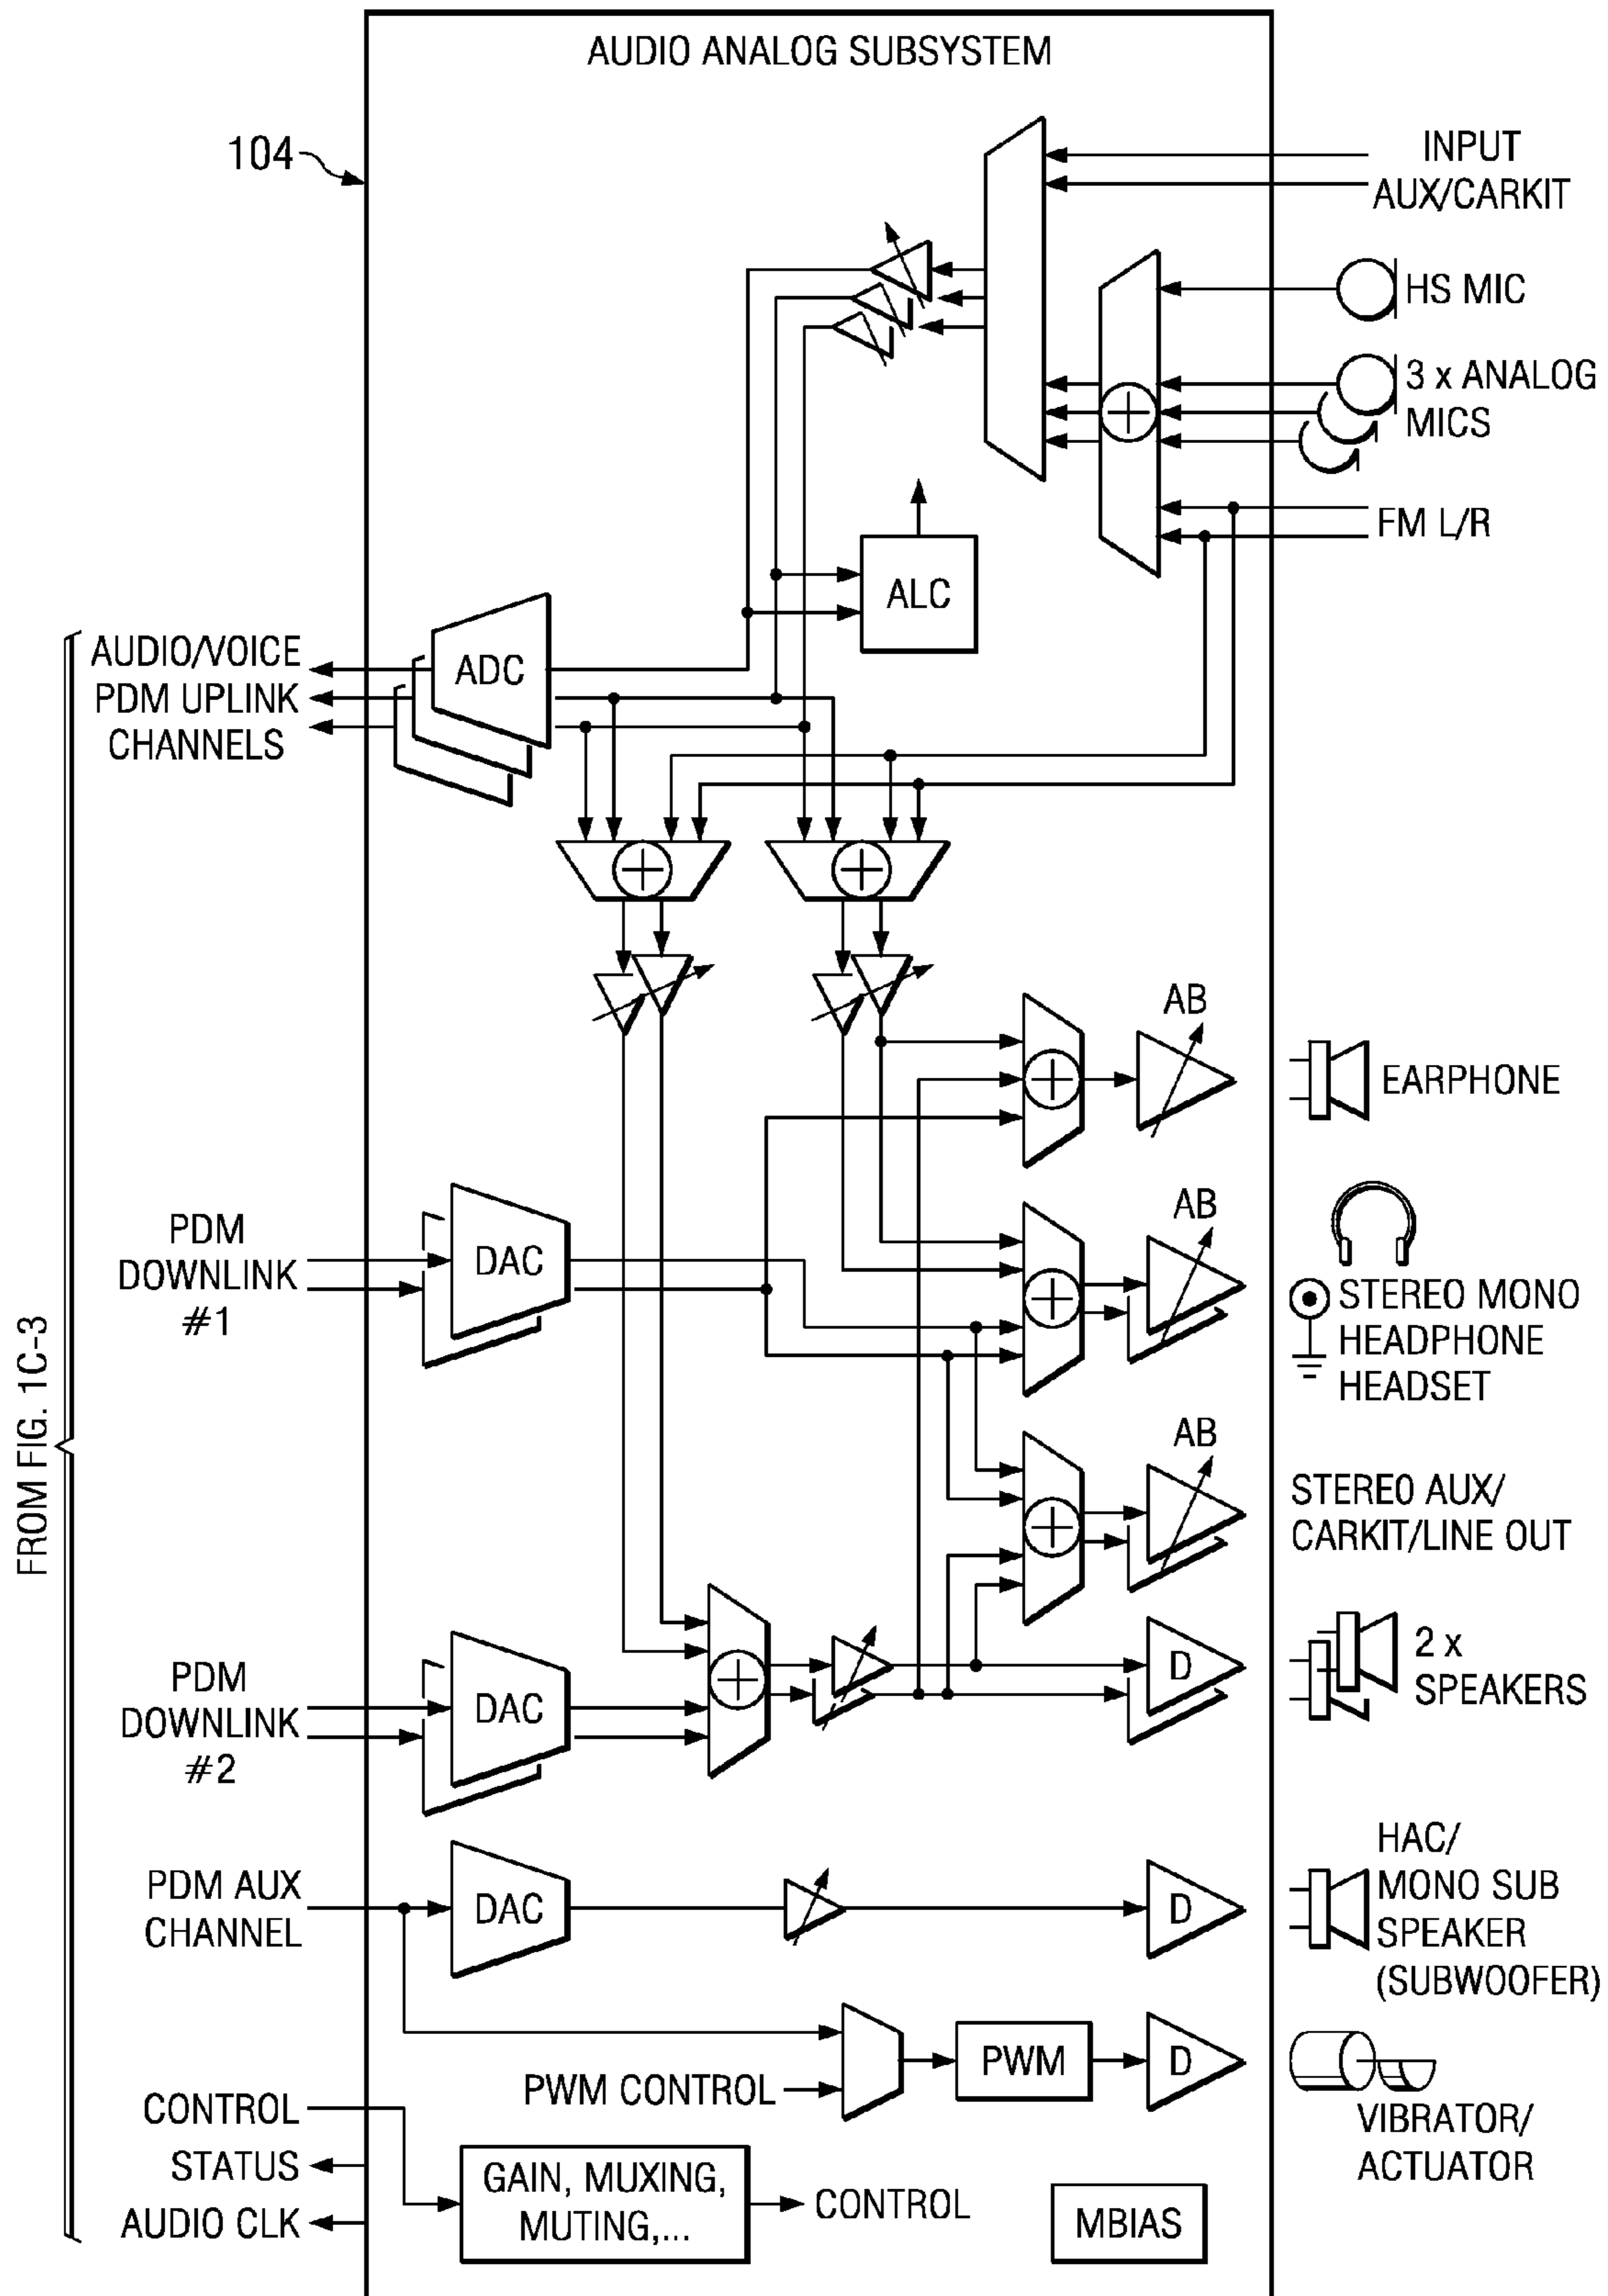 AUDIO ANALOG SUBSYSTEM
104
INPUT
AUX/CARKIT
HS MIC
3 x ANALOG
MICS
FM L/R
ALC
AUDIO/VOICE
PDM UPLINK
CHANNELS
ADC
AB
EARPHONE
PDM
DOWNLINK
#1
DAC
AB
STEREO MONO
HEADPHONE
HEADSET
FROM FIG. 1C-3
AB
STEREO AUX/
CARKIT/LINE OUT
PDM
DOWNLINK
#2
DAC
D
2 x
SPEAKERS
PDM AUX
CHANNEL
DAC
D
HAC/
MONO SUB
SPEAKER
(SUBWOOFER)
PWM CONTROL
PWM
D
VIBRATOR/
ACTUATOR
CONTROL
STATUS
AUDIO CLK
GAIN, MUXING,
MUTING,...
CONTROL
MBIAS